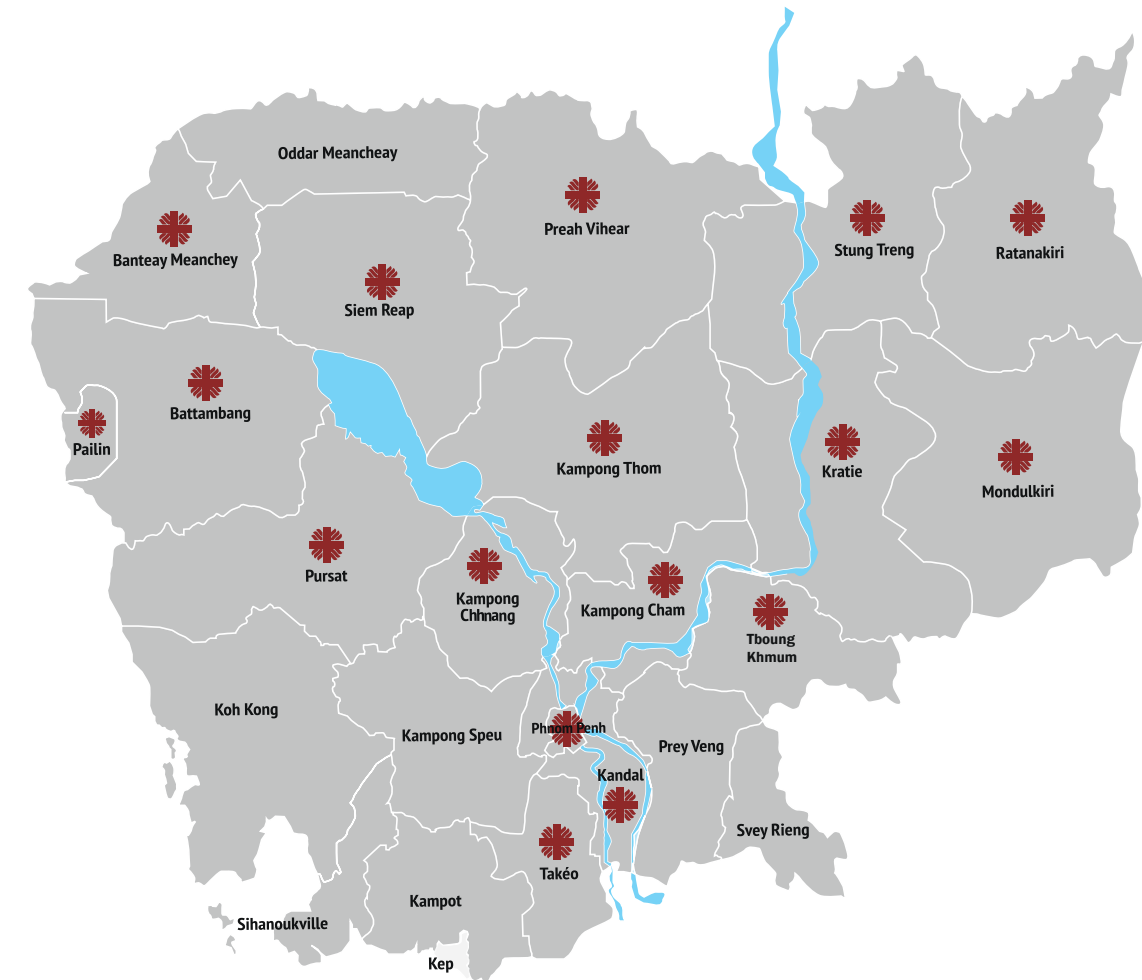 Oddar Meancheay
Preah Vihear
Banteay Meanchey
Stung Treng
Ratanakiri
Siem Reap
Battambang
Pailin
Kampong Thom
Kratie
Mondulkiri
Pursat
Kampong
Chhnang
Kampong Cham
Tboung
Khmum
Koh Kong
Kampong Speu
Phnom Penh
Prey Veng
Kandal
Svey Rieng
Takéo
Kampot
Sihanoukville
Kep